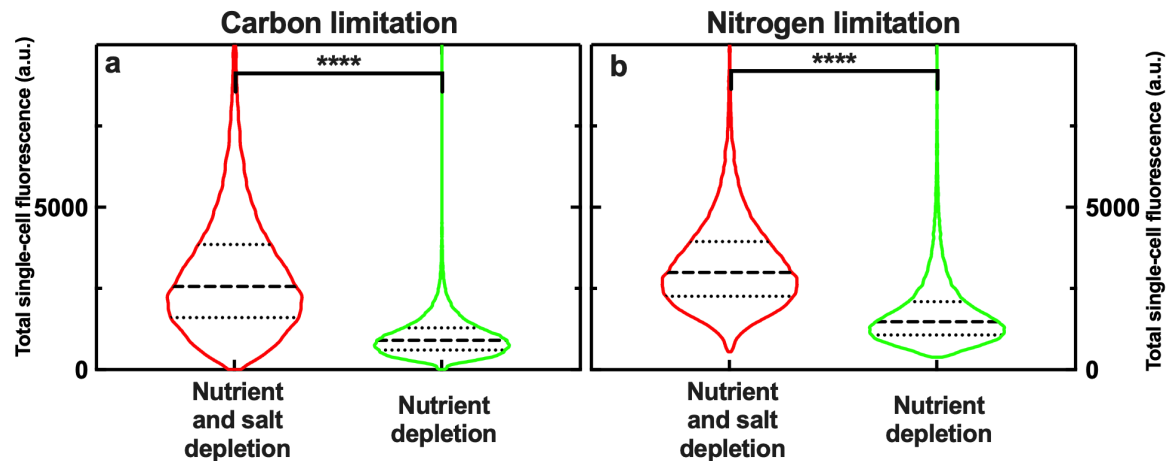 Carbon limitation
Nitrogen limitation
Total single-cell fluorescence (a.u.)
a
****
5000
0
b
****
5000
0
Total single-cell fluorescence (a.u.)
Nutrient
and salt
depletion
Nutrient
depletion
Nutrient
and salt
depletion
Nutrient
depletion